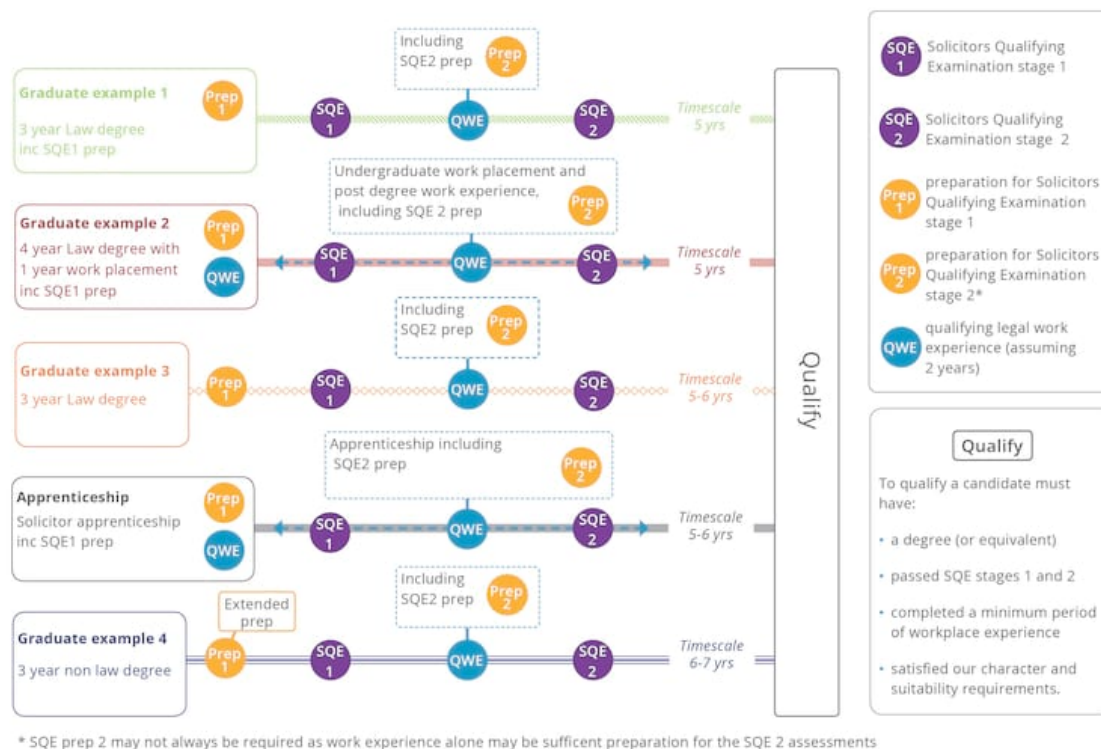 Including
SQE2 prep
Prep
2
Graduate example 1
3 year Law degree
inc SQE1 prep
Prep
1
SQE
1
QWE
SQE
2
Timescale
5 yrs
Undergraduate work placement and
post degree work experience,
including SQE 2 prep
Prep
2
Graduate example 2
4 year Law degree with
1 year work placement
inc SQE1 prep
Prep
1
QWE
SQE
1
QWE
SQE
2
Timescale
5 yrs
Including
SQE2 prep
Prep
2
Graduate example 3
3 year Law degree
Prep
1
SQE
1
QWE
SQE
2
Timescale
5-6 yrs
Apprenticeship including
SQE2 prep
Prep
2
Apprenticeship
Solicitor apprenticeship
inc SQE1 prep
Prep
1
QWE
SQE
1
QWE
SQE
2
Timescale
5-6 yrs
Including
SQE2 prep
Prep
2
Extended
prep
Graduate example 4
3 year non law degree
Prep
1
SQE
1
QWE
SQE
2
Timescale
6-7 yrs
Qualify
SQE
1
Solicitors Qualifying
Examination stage 1
SQE
2
Solicitors Qualifying
Examination stage 2
Prep
1
preparation for Solicitors
Qualifying Examination
stage 1
Prep
2
preparation for Solicitors
Qualifying Examination
stage 2*
QWE
qualifying legal work
experience (assuming
2 years)
Qualify
To qualify a candidate must
have:
• a degree (or equivalent)
• passed SQE stages 1 and 2
• completed a minimum period
of workplace experience
• satisfied our character and
suitability requirements.
* SQE prep 2 may not always be required as work experience alone may be sufficent preparation for the SQE 2 assessments